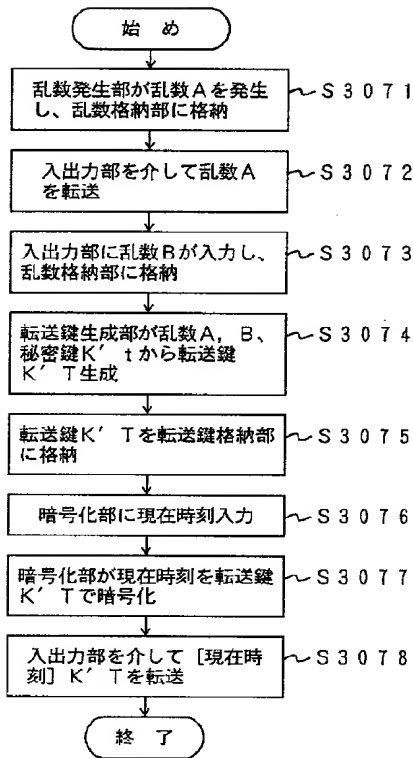 始 め
乱数発生部が乱数Aを発生 S3071
し、乱数格納部に格納
入出力部を介して乱数A S3072
を転送
入出力部に乱数Bが入力し、 S3073
乱数格納部に格納
転送鍵生成部が乱数A，B、 S3074
秘密鍵K′tから転送鍵
K′T生成
転送鍵K′Tを転送鍵格納部 S3075
に格納
暗号化部に現在時刻入力 S3076
暗号化部が現在時刻を転送鍵 S3077
K′Tで暗号化
入出力部を介して［現在時 S3078
刻］K′Tを転送
終 了